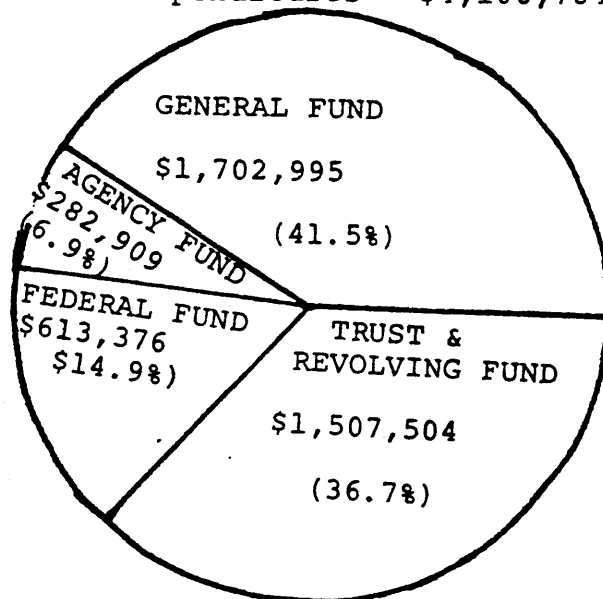 GENERAL FUND
$1,702,995
(41.5%)
AGENCY FUND
$282,909
(6.9%)
FEDERAL FUND
$613,376
$14.9%)
TRUST &
REVOLVING FUND
$1,507,504
(36.7%)